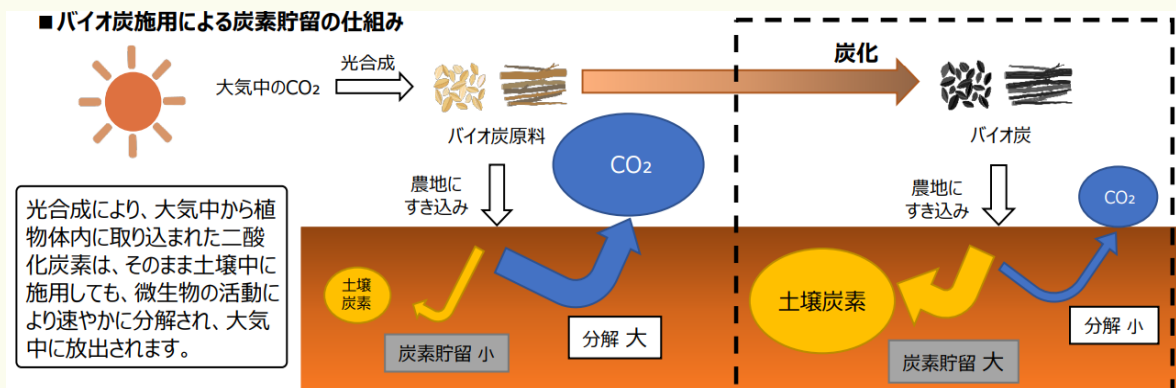 ■バイオ炭施用による炭素貯留の仕組み
大気中のCO₂
光合成
バイオ炭原料
炭化
バイオ炭
農地に
すき込み
CO₂
農地に
すき込み
CO₂
光合成により、大気中から植
物体内に取り込まれた二酸
化炭素は、そのまま土壌中に
施用しても、微生物の活動に
より速やかに分解され、大気
中に放出されます。
土壌
炭素
炭素貯留 小
分解 大
土壌炭素
炭素貯留 大
分解 小